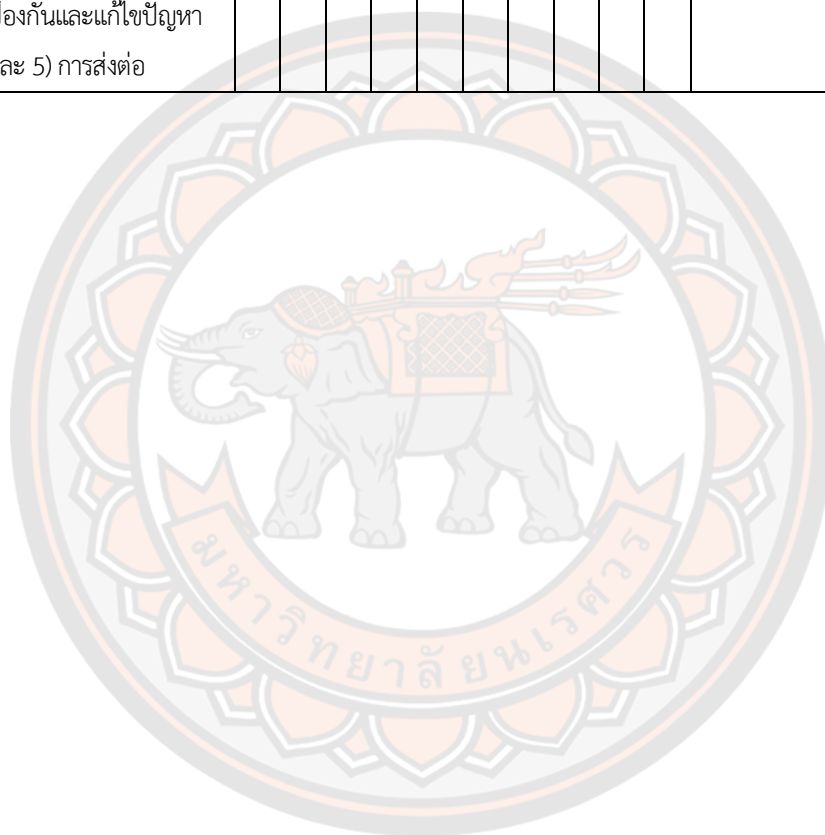 ป้องกันและแก้ไขปัญหา
และ 5) การส่งต่อ
มหาวิทยาลัยนเรศวร